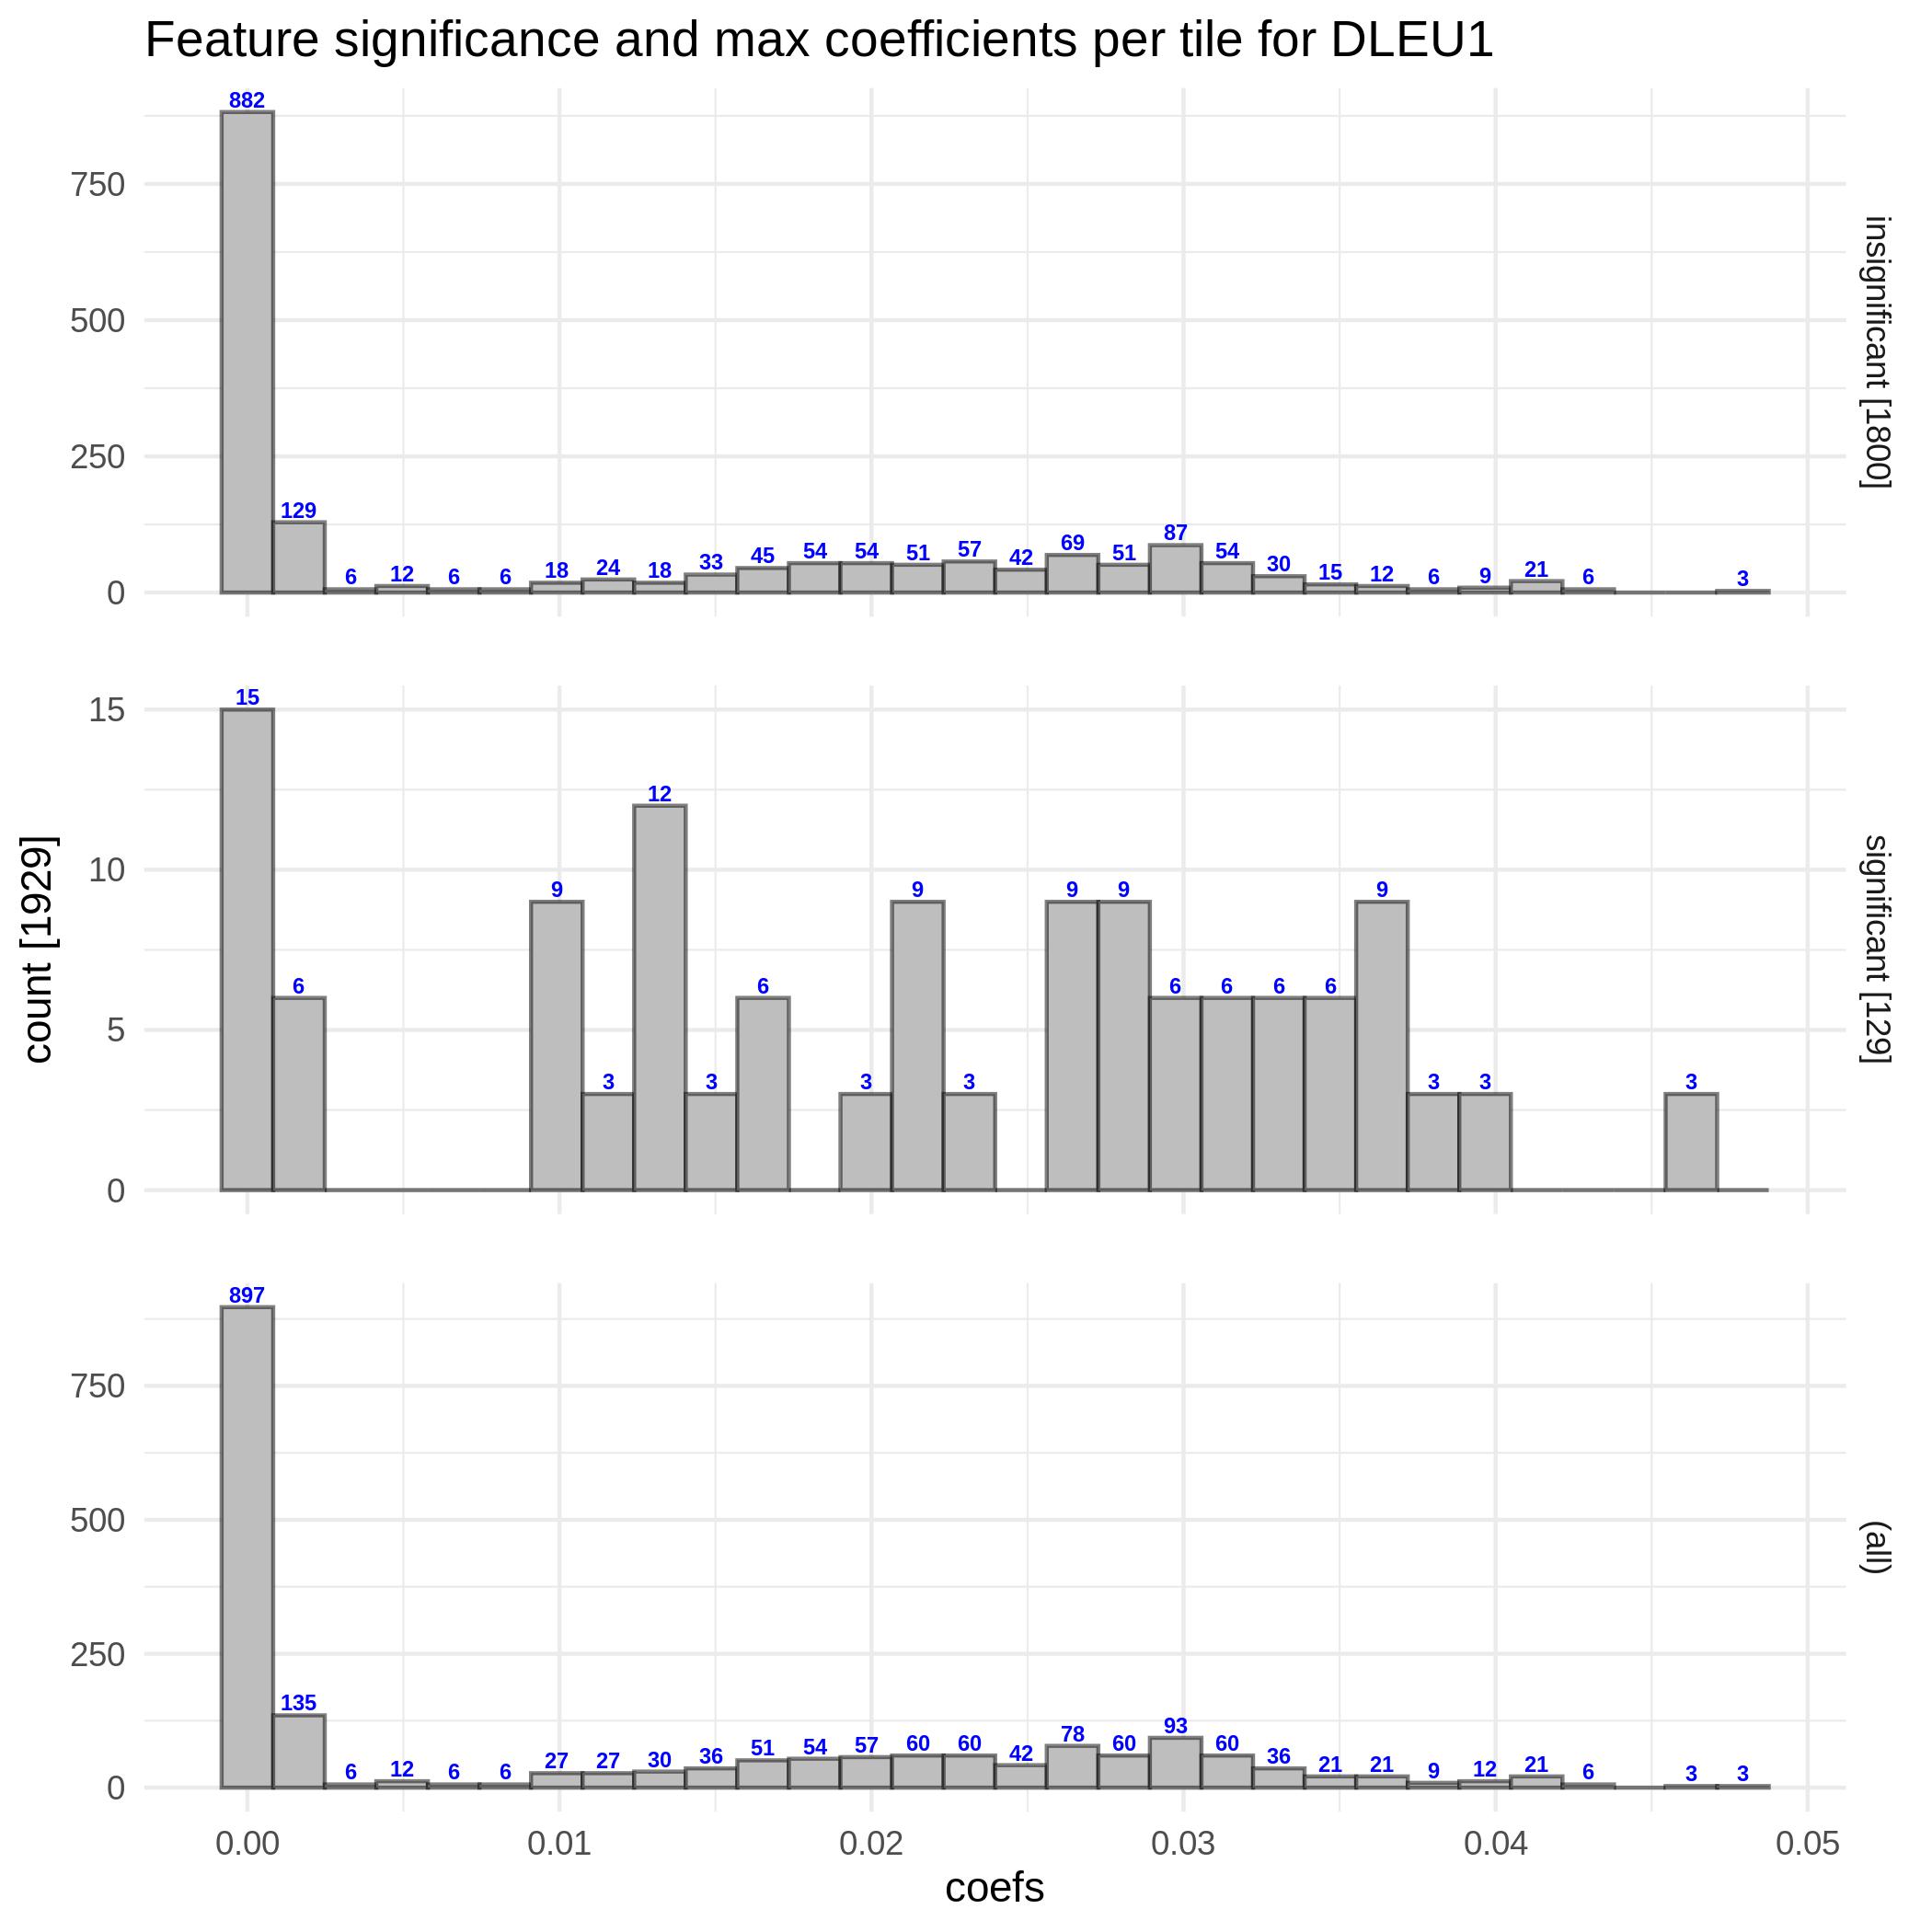 Feature significance and max coefficients per tile for DLEU1
882
129
6 12 6 6 18 24 18 33 45 54 54 51 57 42 69 51 87 54 30 15 12 6 9 21 6 3
750
500
250
0
insignificant [1800]
15
6
9 3 12 3 6 3 9 3 9 9 6 6 6 6 9 3 3 3
15
10
5
0
significant [129]
count [1929]
897
135
6 12 6 6 27 27 30 36 51 54 57 60 60 42 78 60 93 60 36 21 21 9 12 21 6 3 3
750
500
250
0
(all)
0.00 0.01 0.02 0.03 0.04 0.05
coefs